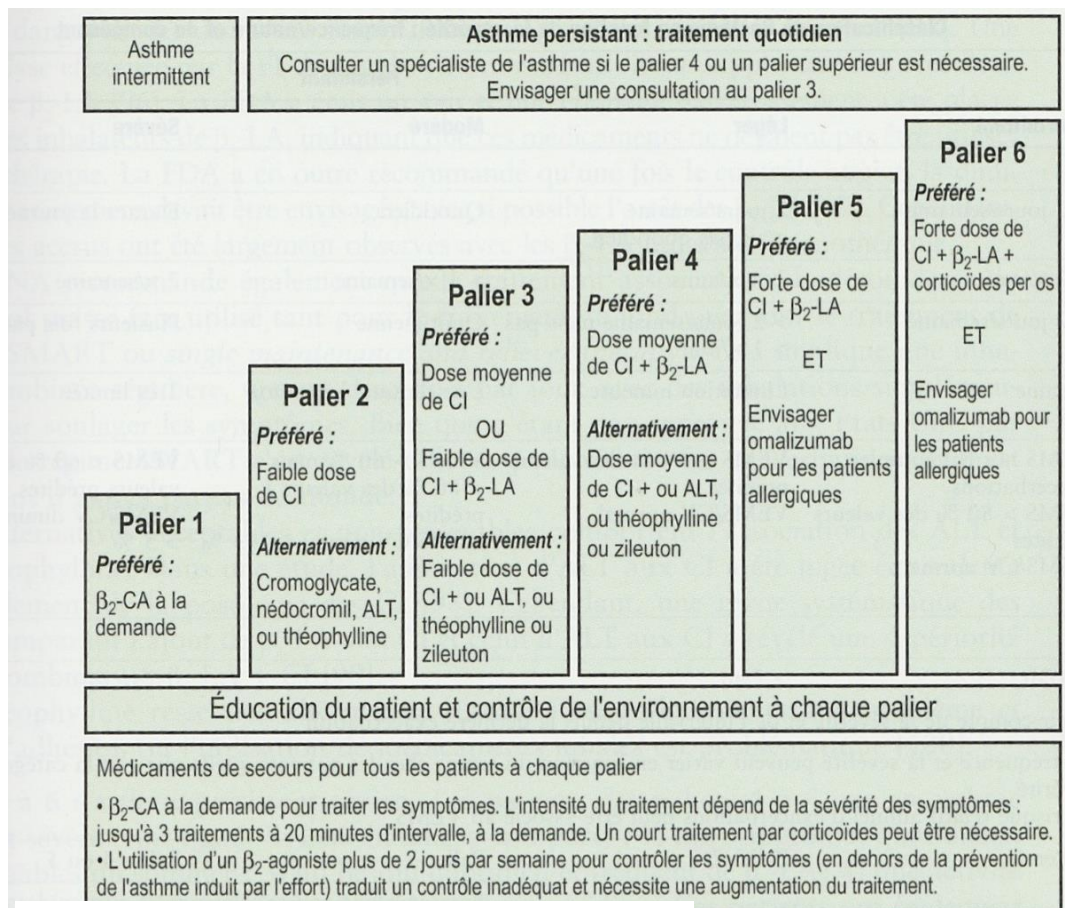 Asthme
intermittent
Asthme persistant : traitement quotidien
Consulter un spécialiste de l'asthme si le palier 4 ou un palier supérieur est nécessaire.
Envisager une consultation au palier 3.
Palier 1
Préféré :
β2-CA à la
demande
Palier 2
Préféré :
Faible dose
de CI
Alternativement :
Cromoglycate,
nédocromil, ALT,
ou théophylline
Palier 3
Préféré :
Dose moyenne
de CI
OU
Faible dose de
CI + β2-LA
Alternativement :
Faible dose de
CI + ou ALT, ou
théophylline ou
zileuton
Palier 4
Préféré :
Dose moyenne
de CI + β2-LA
Alternativement :
Dose moyenne
de CI + ou ALT,
ou théophylline
ou zileuton
Palier 5
Préféré :
Forte dose de
CI + β2-LA
ET
Envisager
omalizumab
pour les patients
allergiques
Palier 6
Préféré :
Forte dose de
CI + β2-LA +
corticoïdes per os
ET
Envisager
omalizumab pour
les patients
allergiques
Éducation du patient et contrôle de l'environnement à chaque palier
Médicaments de secours pour tous les patients à chaque palier
• β2-CA à la demande pour traiter les symptômes. L'intensité du traitement dépend de la sévérité des symptômes :
jusqu'à 3 traitements à 20 minutes d'intervalle, à la demande. Un court traitement par corticoïdes peut être nécessaire.
• L'utilisation d'un β2-agoniste plus de 2 jours par semaine pour contrôler les symptômes (en dehors de la prévention
de l'asthme induit par l'effort) traduit un contrôle inadéquat et nécessite une augmentation du traitement.